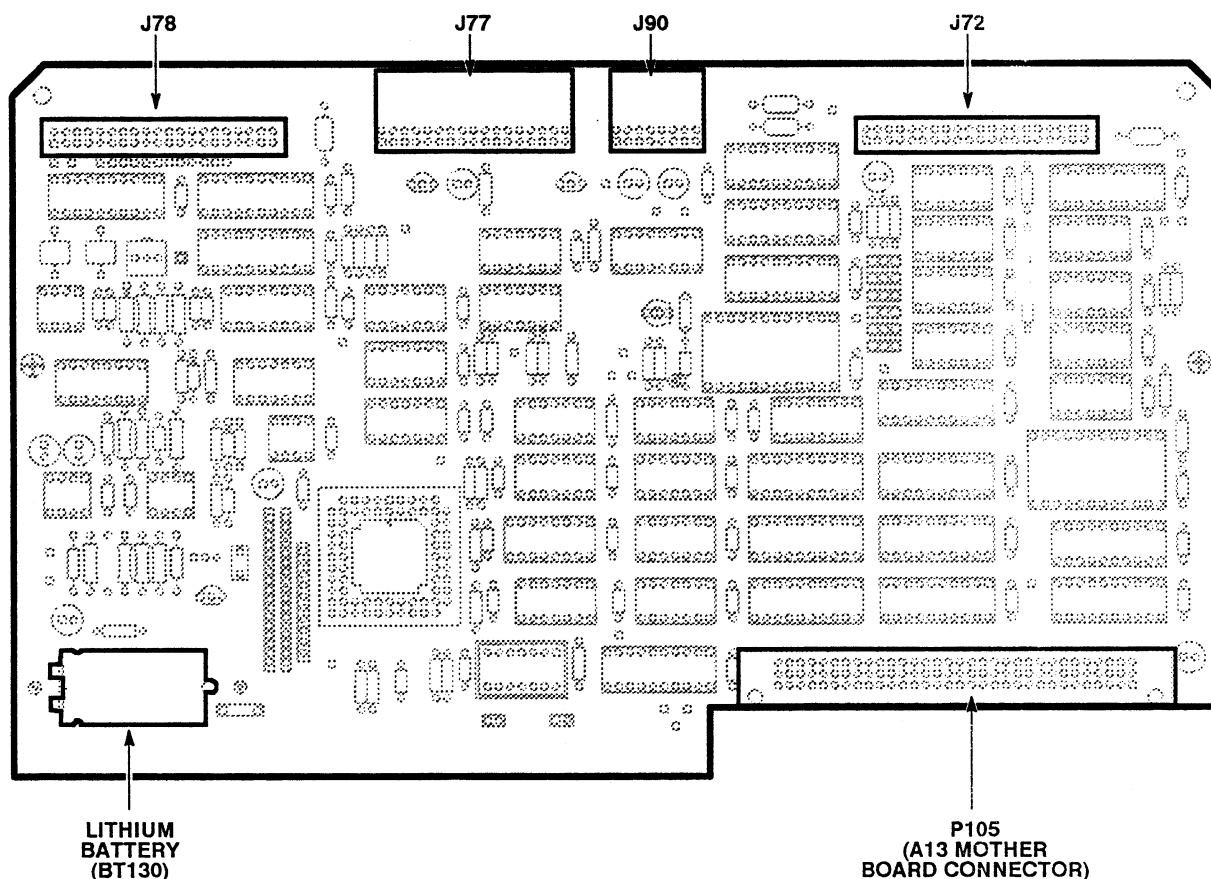 J78
J77
J90
J72
LITHIUM
BATTERY
(BT130)
P105
(A13 MOTHER
BOARD CONNECTOR)